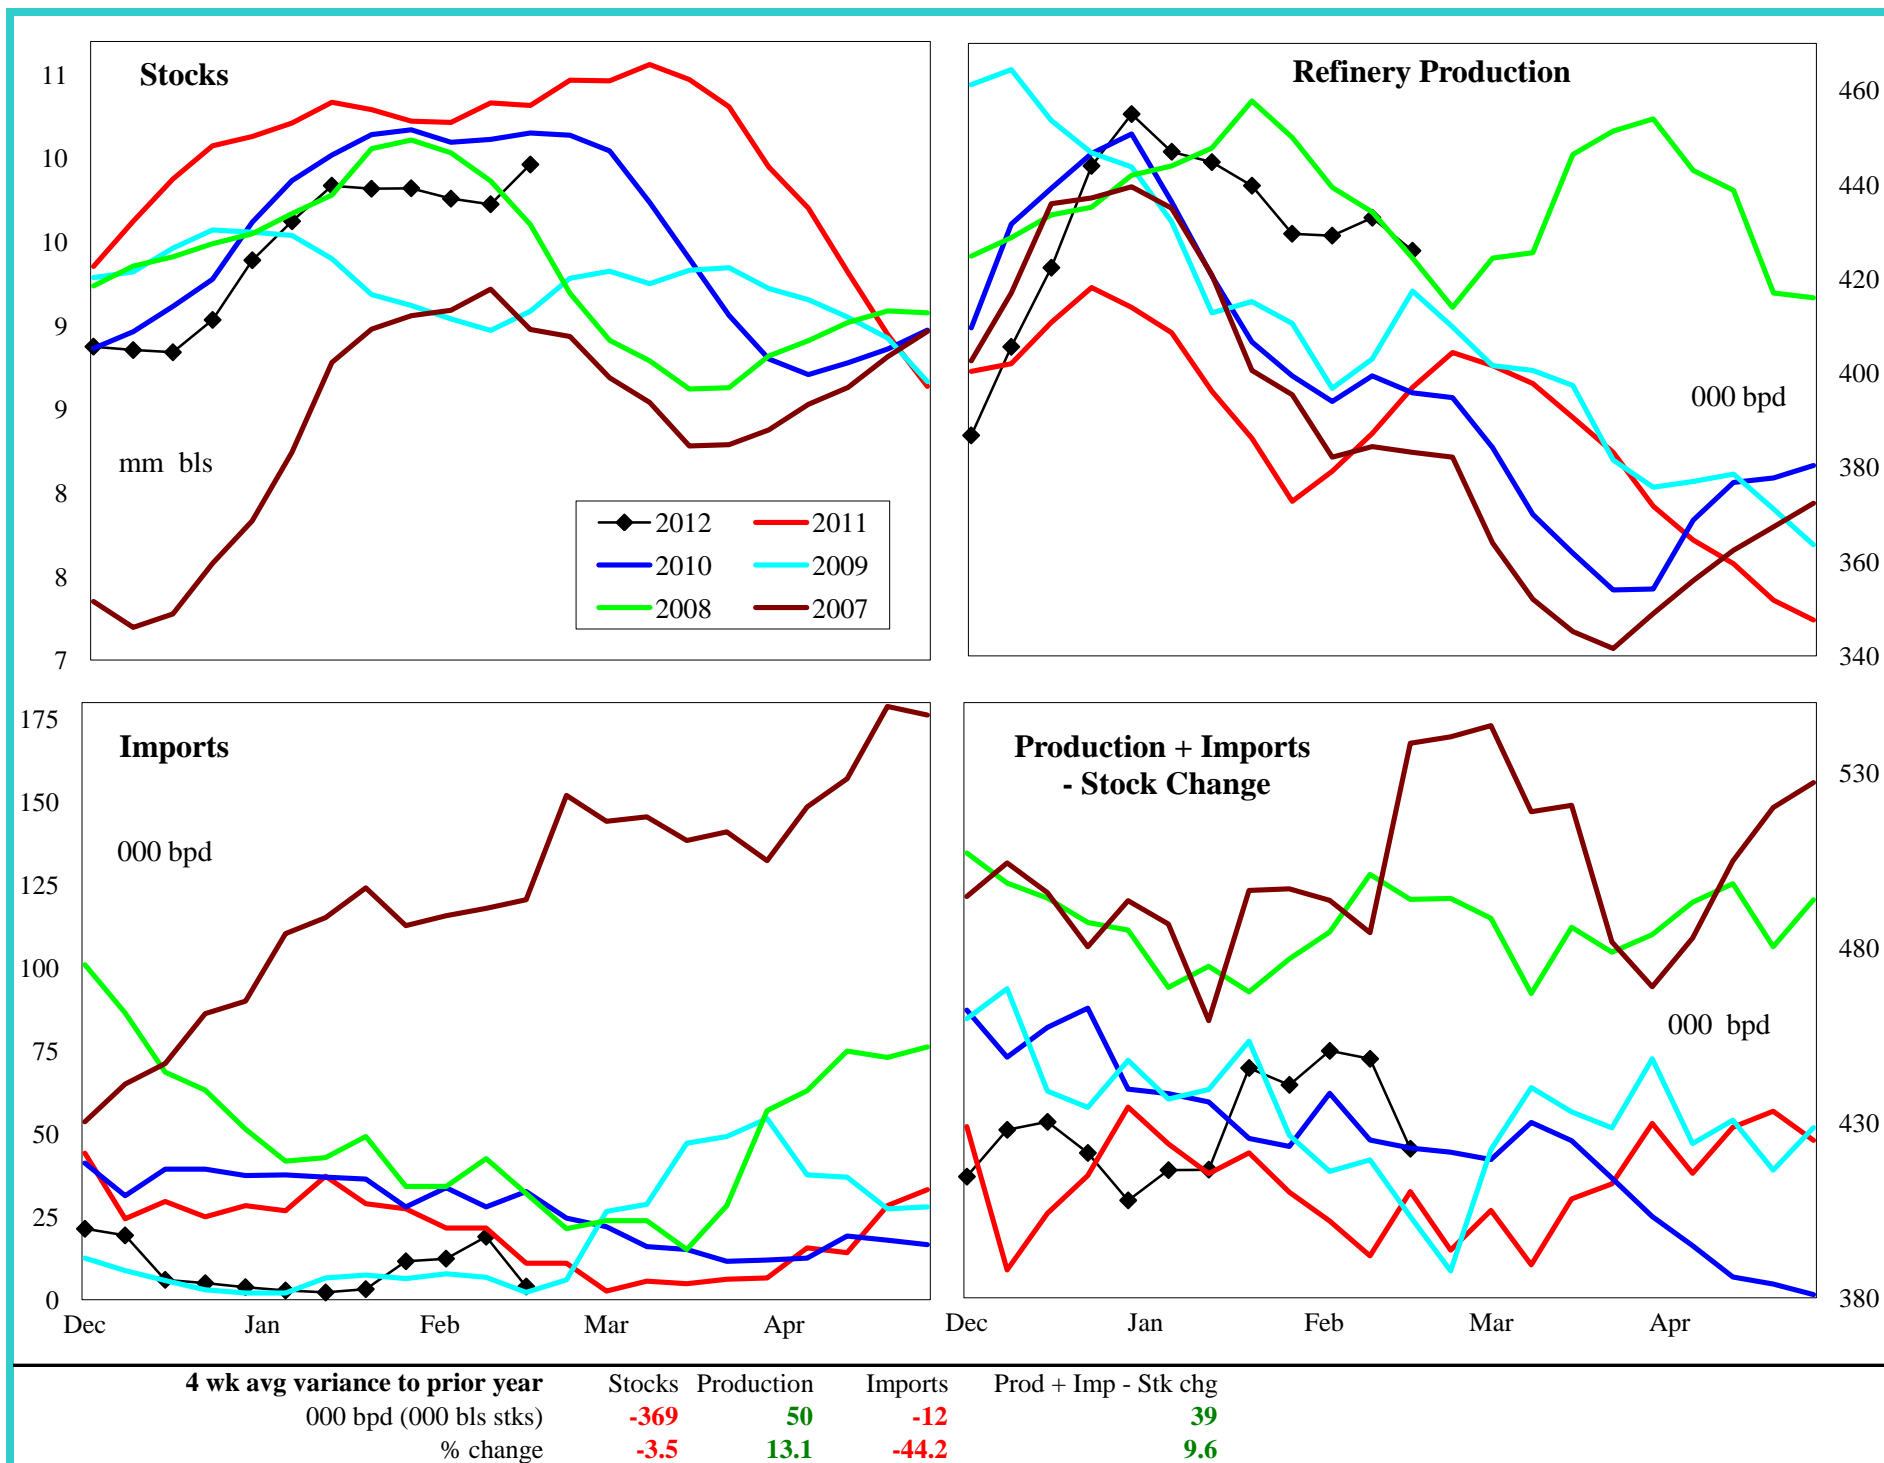 Stocks
11
10
10
9
9
8
8
7
mm bls
2012 2011
2010 2009
2008 2007
Refinery Production
460
440
420
400
380
360
340
000 bpd
Imports
175
150
125
100
75
50
25
0
000 bpd
Dec Jan Feb Mar Apr
Production + Imports
- Stock Change
530
480
430
380
000 bpd
Dec Jan Feb Mar Apr
4 wk avg variance to prior year Stocks Production Imports Prod + Imp - Stk chg
000 bpd (000 bls stks) -369 50 -12 39
% change -3.5 13.1 -44.2 9.6